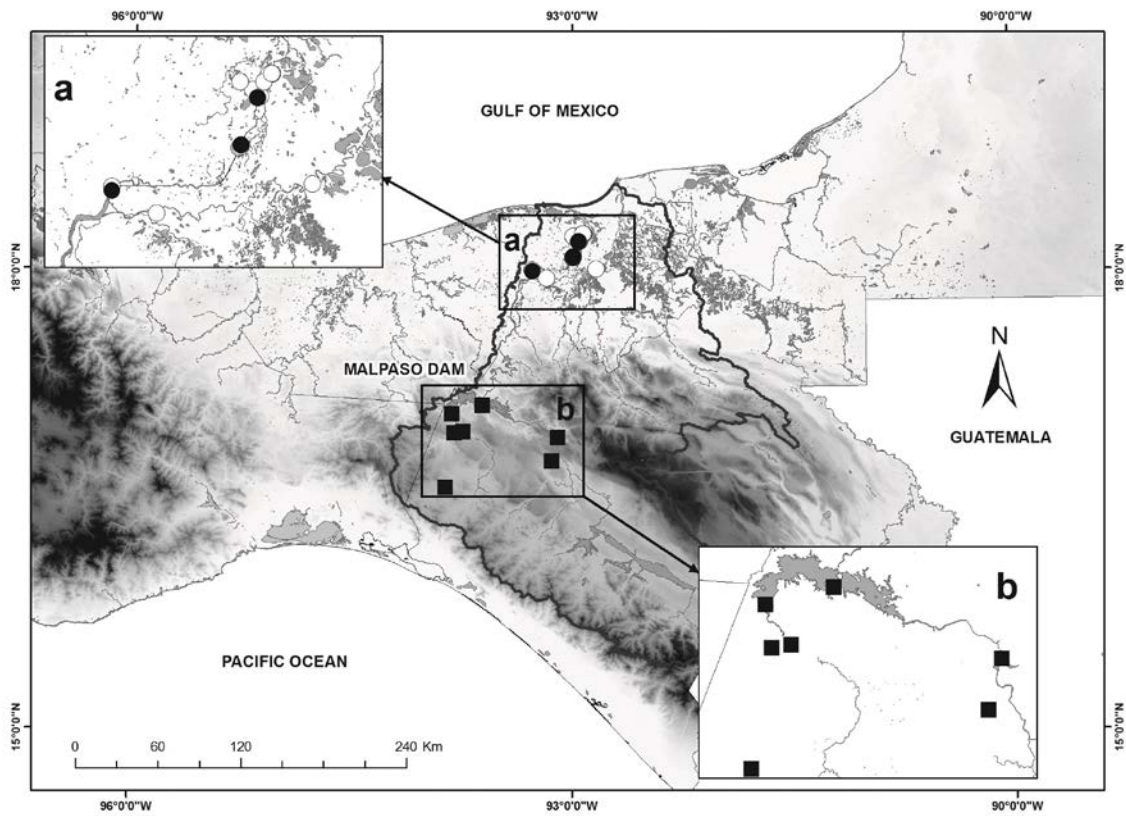 96°0'0"W 93°0'0"W 90°0'0"W
a
GULF OF MEXICO
a
18°0'0"N 18°0'0"N
N
MALPASO DAM
b
GUATEMALA
b
PACIFIC OCEAN
15°0'0"N 15°0'0"N
0 60 120 240 Km
96°0'0"W 93°0'0"W 90°0'0"W